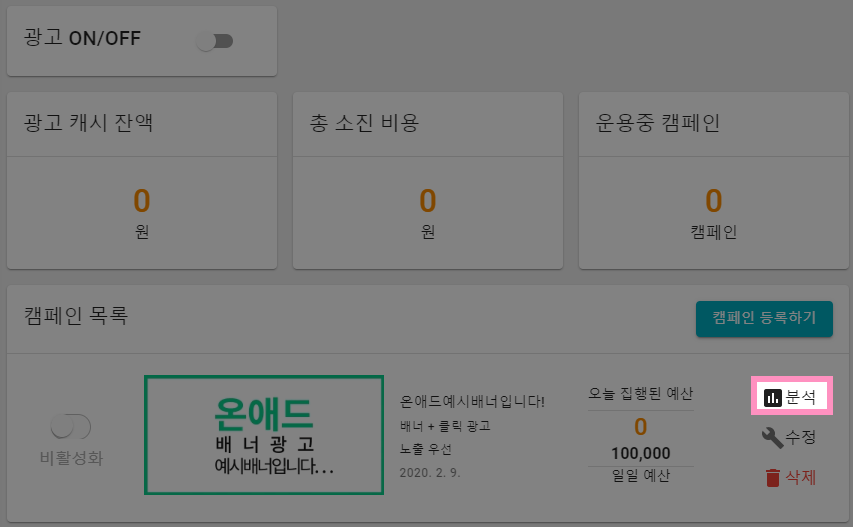 광고 ON/OFF
광고 캐시 잔액
0
원
총 소진 비용
0
원
운용중 캠페인
0
캠페인
캠페인 목록
캠페인 등록하기
비활성화
온애드
배 너 광 고
예시배너입니다...
온애드예시배너입니다!
배너 + 클릭 광고
노출 우선
2020. 2. 9.
오늘 집행된 예산
0
100,000
일일 예산
분석
수정
삭제